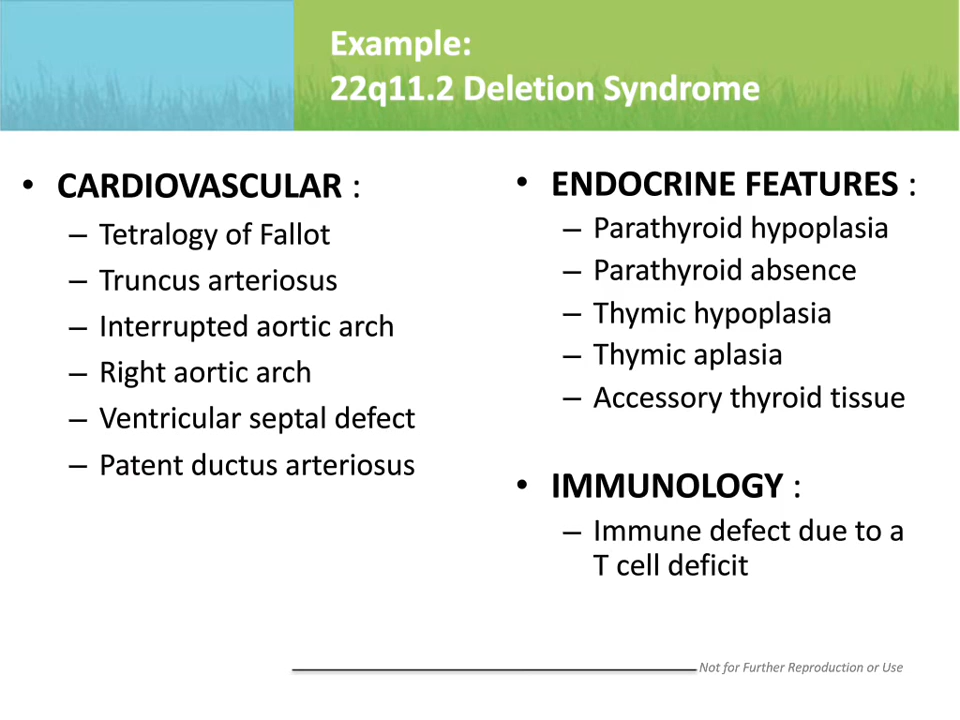 Example:
22q11.2 Deletion Syndrome
• CARDIOVASCULAR :
– Tetralogy of Fallot
– Truncus arteriosus
– Interrupted aortic arch
– Right aortic arch
– Ventricular septal defect
– Patent ductus arteriosus
• ENDOCRINE FEATURES :
– Parathyroid hypoplasia
– Parathyroid absence
– Thymic hypoplasia
– Thymic aplasia
– Accessory thyroid tissue
• IMMUNOLOGY :
– Immune defect due to a
T cell deficit
Not for Further Reproduction or Use